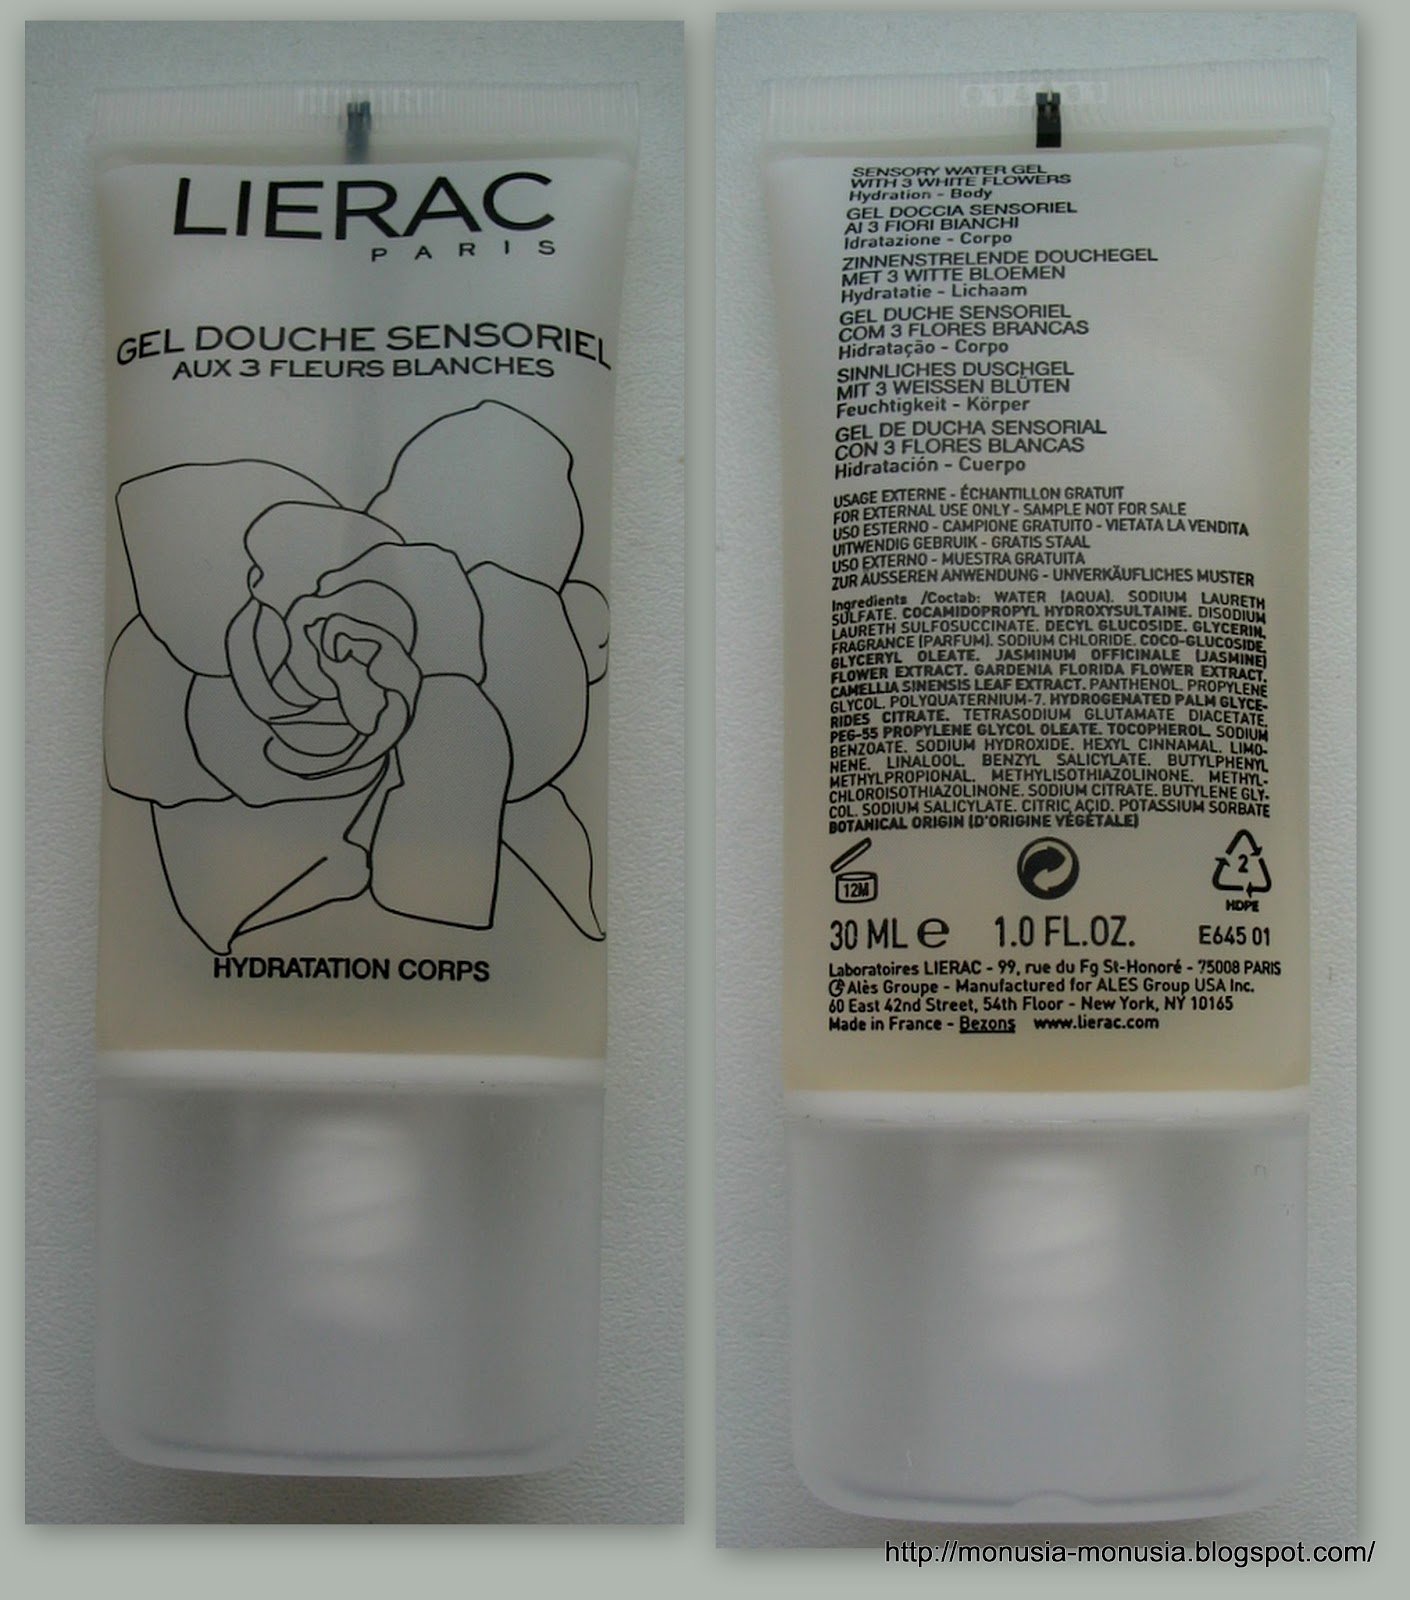 LIERAC
PARIS
GEL DOUCHE SENSORIEL
AUX 3 FLEURS BLANCHES
HYDRATATION CORPS
SENSORY WATER GEL
WITH 3 WHITE FLOWERS
Hydration - Body
GEL DOCCIA SENSORIEL
AI 3 FIORI BIANCHI
Idratazione - Corpo
ZINNENSTRELENDE DOUCHEGEL
MET 3 WITTE BLOEMEN
Hydratatie - Lichaam
GEL DUCHE SENSORIEL
COM 3 FLORES BRANCAS
Hidratação - Corpo
SINNLICHES DUSCHGEL
MIT 3 WEISSEN BLÜTEN
Feuchtigkeit - Körper
GEL DE DUCHA SENSORIAL
CON 3 FLORES BLANCAS
Hidratación - Cuerpo
USAGE EXTERNE - ÉCHANTILLON GRATUIT
FOR EXTERNAL USE ONLY - SAMPLE NOT FOR SALE
USO ESTERNO - CAMPIONE GRATUITO - VIETATA LA VENDITA
UITWENDIG GEBRUIK - GRATIS STAAL
USO EXTERNO - MUESTRA GRATUITA
ZUR ÄUSSEREN ANWENDUNG - UNVERKÄUFLICHES MUSTER
Ingredients /Coctab: WATER (AQUA). SODIUM LAURETH
SULFATE. COCAMIDOPROPYL HYDROXYSULTAINE. DISODIUM
LAURETH SULFOSUCCINATE. DECYL GLUCOSIDE. GLYCERIN.
FRAGRANCE (PARFUM). SODIUM CHLORIDE. COCO-GLUCOSIDE.
GLYCERYL OLEATE. JASMINUM OFFICINALE (JASMINE)
FLOWER EXTRACT. GARDENIA FLORIDA FLOWER EXTRACT.
CAMELLIA SINENSIS LEAF EXTRACT. PANTHENOL. PROPYLENE
GLYCOL. POLYQUATERNIUM-7. HYDROGENATED PALM GLYCE-
RIDES CITRATE. TETRASODIUM GLUTAMATE DIACETATE.
PEG-55 PROPYLENE GLYCOL OLEATE. TOCOPHEROL. SODIUM
BENZOATE. SODIUM HYDROXIDE. HEXYL CINNAMAL. LIMO-
NENE. LINALOOL. BENZYL SALICYLATE. BUTYLPHENYL
METHYLPROPIONAL. METHYLISOTHIAZOLINONE. METHYL-
CHLOROISOTHIAZOLINONE. SODIUM CITRATE. BUTYLENE GLY-
COL. SODIUM SALICYLATE. CITRIC ACID. POTASSIUM SORBATE
BOTANICAL ORIGIN (D'ORIGINE VÉGÉTALE)
12M
2
HDPE
30 ML e 1.0 FL.OZ. E645 01
Laboratoires LIERAC - 99, rue du Fg St-Honoré - 75008 PARIS
Alès Groupe - Manufactured for ALES Group USA Inc.
60 East 42nd Street, 54th Floor - New York, NY 10165
Made in France - Bezons www.lierac.com
http://monusia-monusia.blogspot.com/